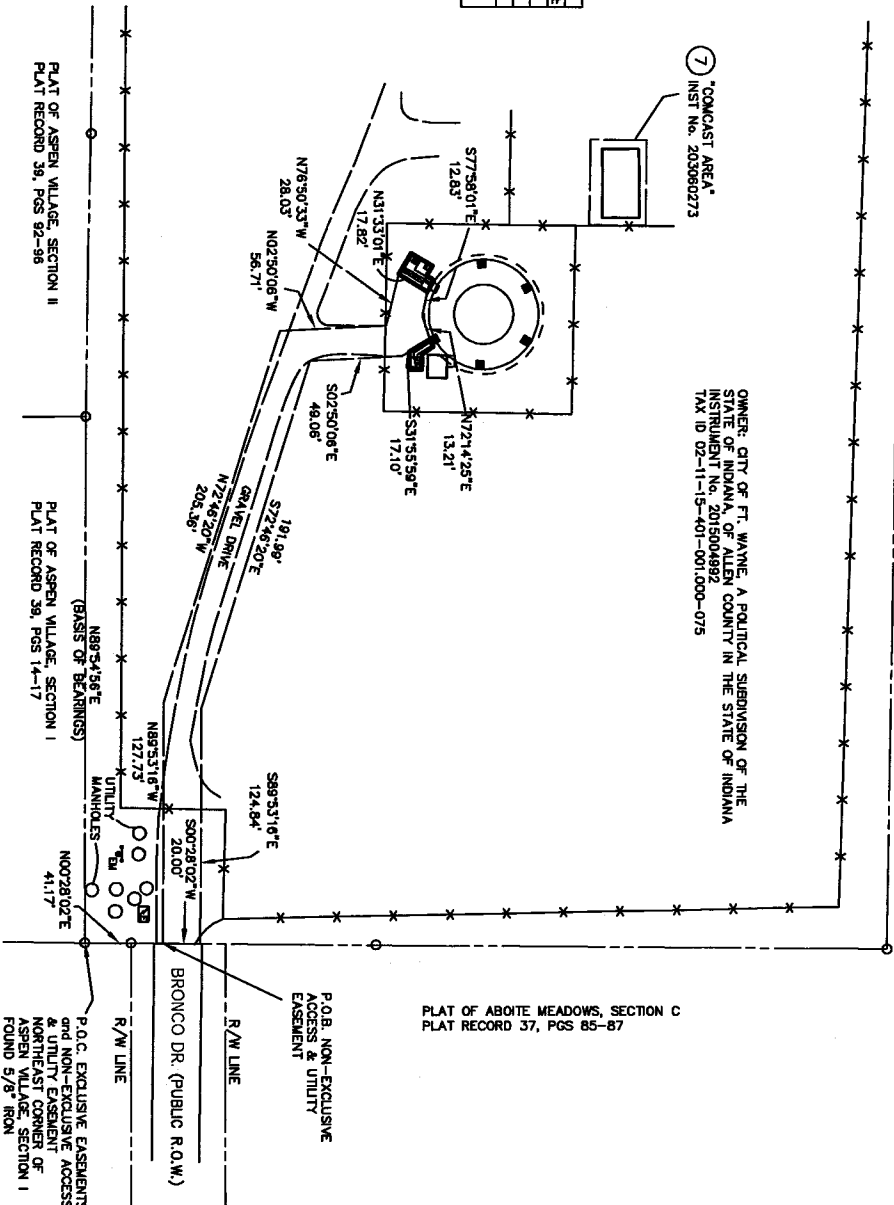 7
"COMCAST AREA"
INST No. 203060273
OWNER: CITY OF FT. WAYNE, A POLITICAL SUBDIVISION OF THE
STATE OF INDIANA, OF ALLEN COUNTY IN THE STATE OF INDIANA
INSTRUMENT No. 2015004992
TAX ID 02-11-15-401-001.000-075
S77°58'01"E
12.83'
N31°33'01"E
17.82'
N76°50'33"W
28.03'
N02°50'06"W
56.71'
N72°14'25"E
13.21'
S31°55'59"E
17.10'
S02°50'06"E
49.06'
191.96'
S72°46'20"E
GRAVEL DRIVE
N72°46'20"W
205.36'
PLAT OF ASPEN VILLAGE, SECTION II
PLAT RECORD 39, PGS 92-96
PLAT OF ASPEN VILLAGE, SECTION I
PLAT RECORD 39, PGS 14-17
N89°54'56"E
(BASIS OF BEARINGS)
N89°53'16"W
127.73'
S89°53'16"E
124.84'
S00°28'02"W
20.00'
UTILITY
MANHOLES
EM
N00°28'02"E
41.17'
P.O.B. NON-EXCLUSIVE
ACCESS & UTILITY
EASEMENT
PLAT OF ABOITE MEADOWS, SECTION C
PLAT RECORD 37, PGS 85-87
R/W LINE
BRONCO DR. (PUBLIC R.O.W.)
R/W LINE
P.O.C. EXCLUSIVE EASEMENTS
and NON-EXCLUSIVE ACCESS
& UTILITY EASEMENT
NORTHEAST CORNER OF
ASPEN VILLAGE, SECTION I
FOUND 5/8" IRON